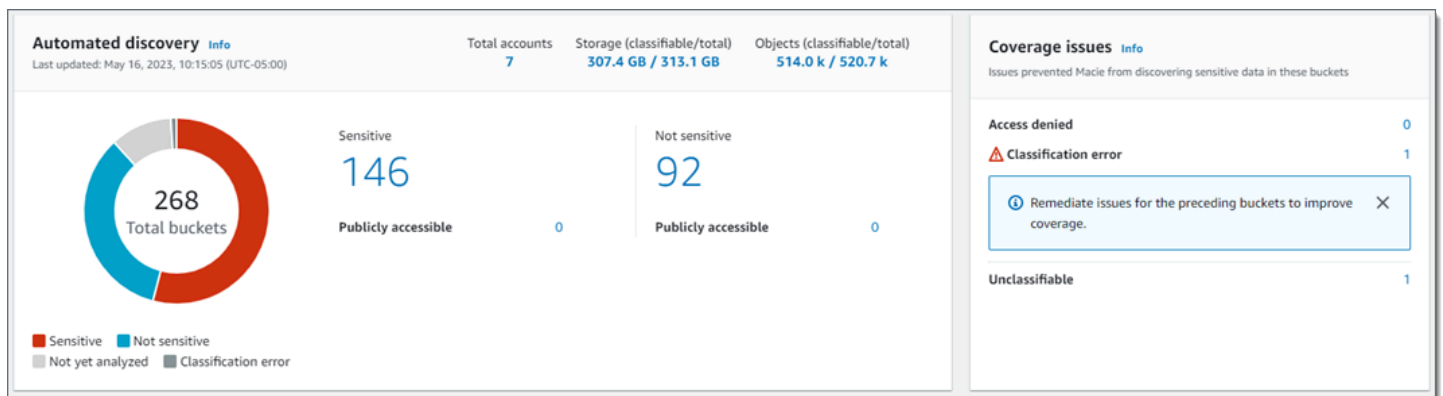 Automated discovery Info
Last updated: May 16, 2023, 10:15:05 (UTC-05:00)
Total accounts
7
Storage (classifiable/total)
307.4 GB / 313.1 GB
Objects (classifiable/total)
514.0 k / 520.7 k
268
Total buckets
Sensitive
Not sensitive
Not yet analyzed
Classification error
Sensitive
146
Publicly accessible 0
Not sensitive
92
Publicly accessible 0
Coverage issues Info
Issues prevented Macie from discovering sensitive data in these buckets
Access denied 0
Classification error 1
Remediate issues for the preceding buckets to improve
coverage.
Unclassifiable 1